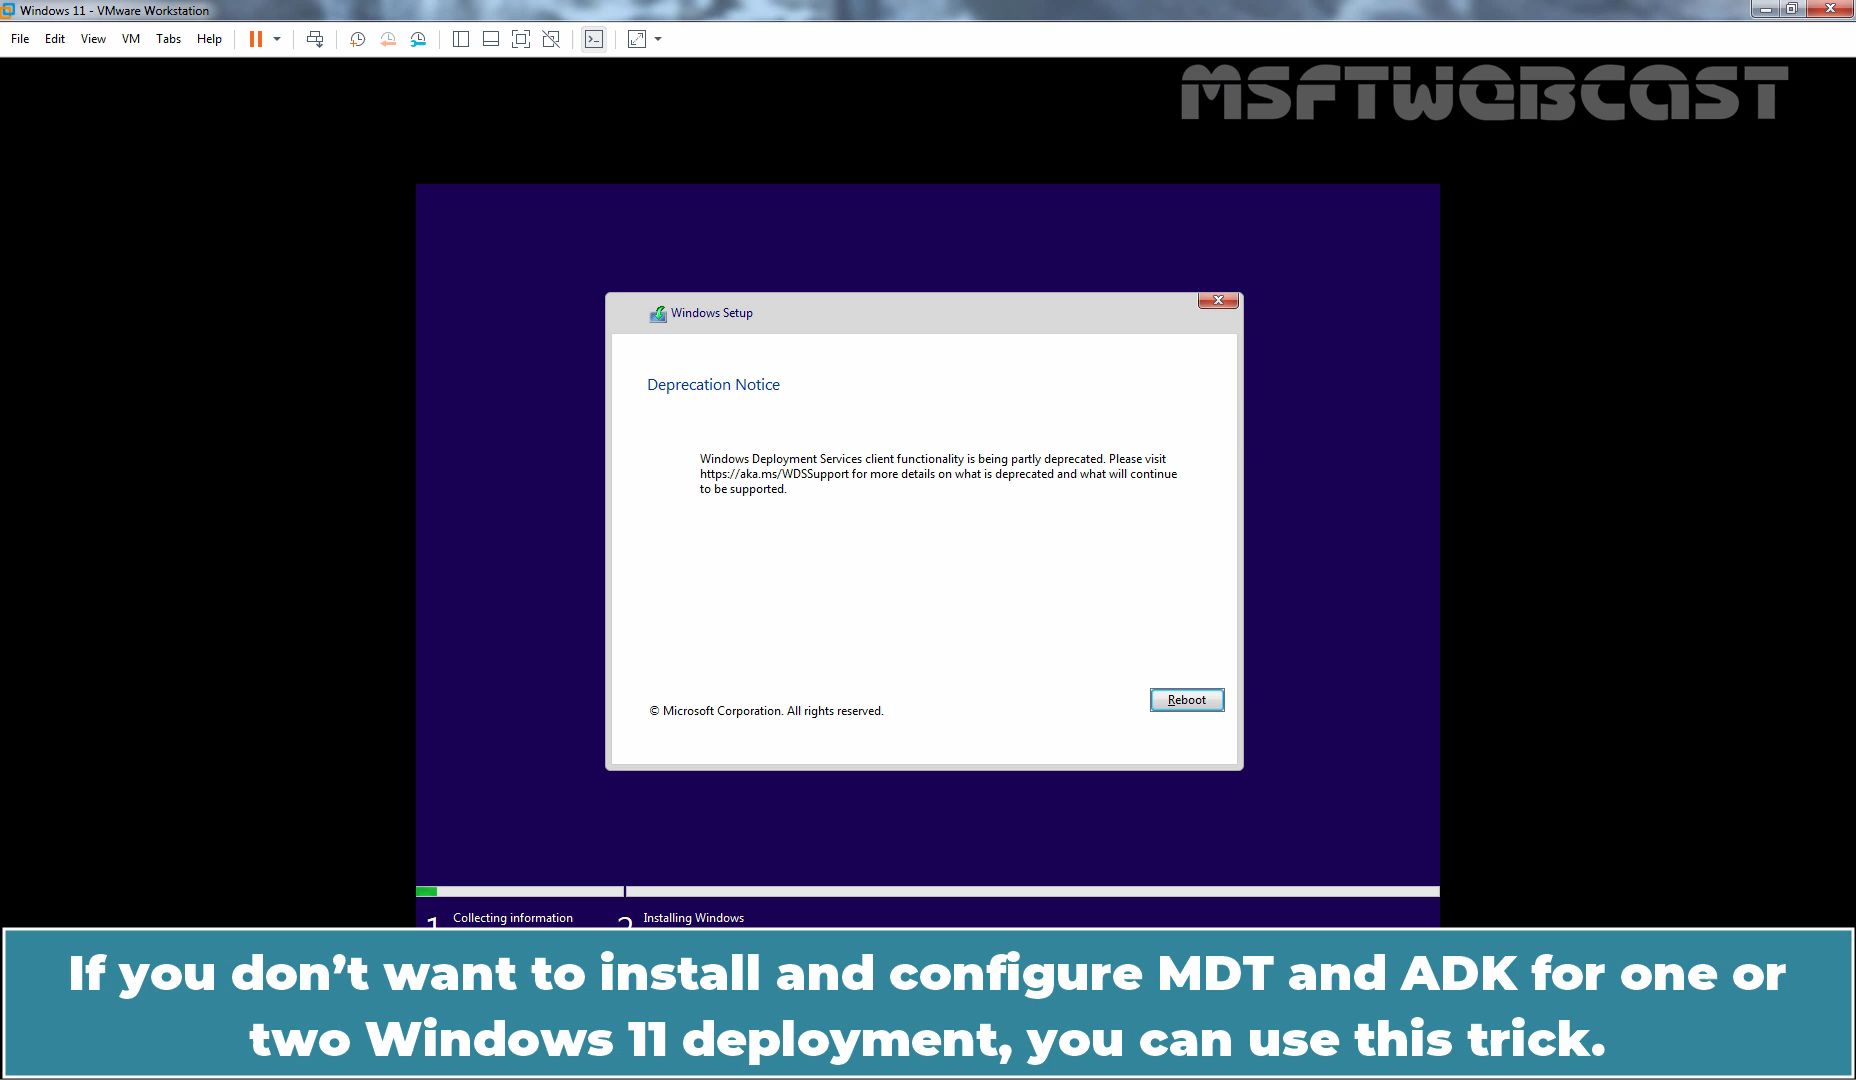 Windows 11 - VMware Workstation
File Edit View VM Tabs Help
MSFTWEBCAST
Windows Setup
Deprecation Notice
Windows Deployment Services client functionality is being partly deprecated. Please visit
https://aka.ms/WDSSupport for more details on what is deprecated and what will continue
to be supported.
Reboot
© Microsoft Corporation. All rights reserved.
1 Collecting information 2 Installing Windows
If you don’t want to install and configure MDT and ADK for one or
two Windows 11 deployment, you can use this trick.